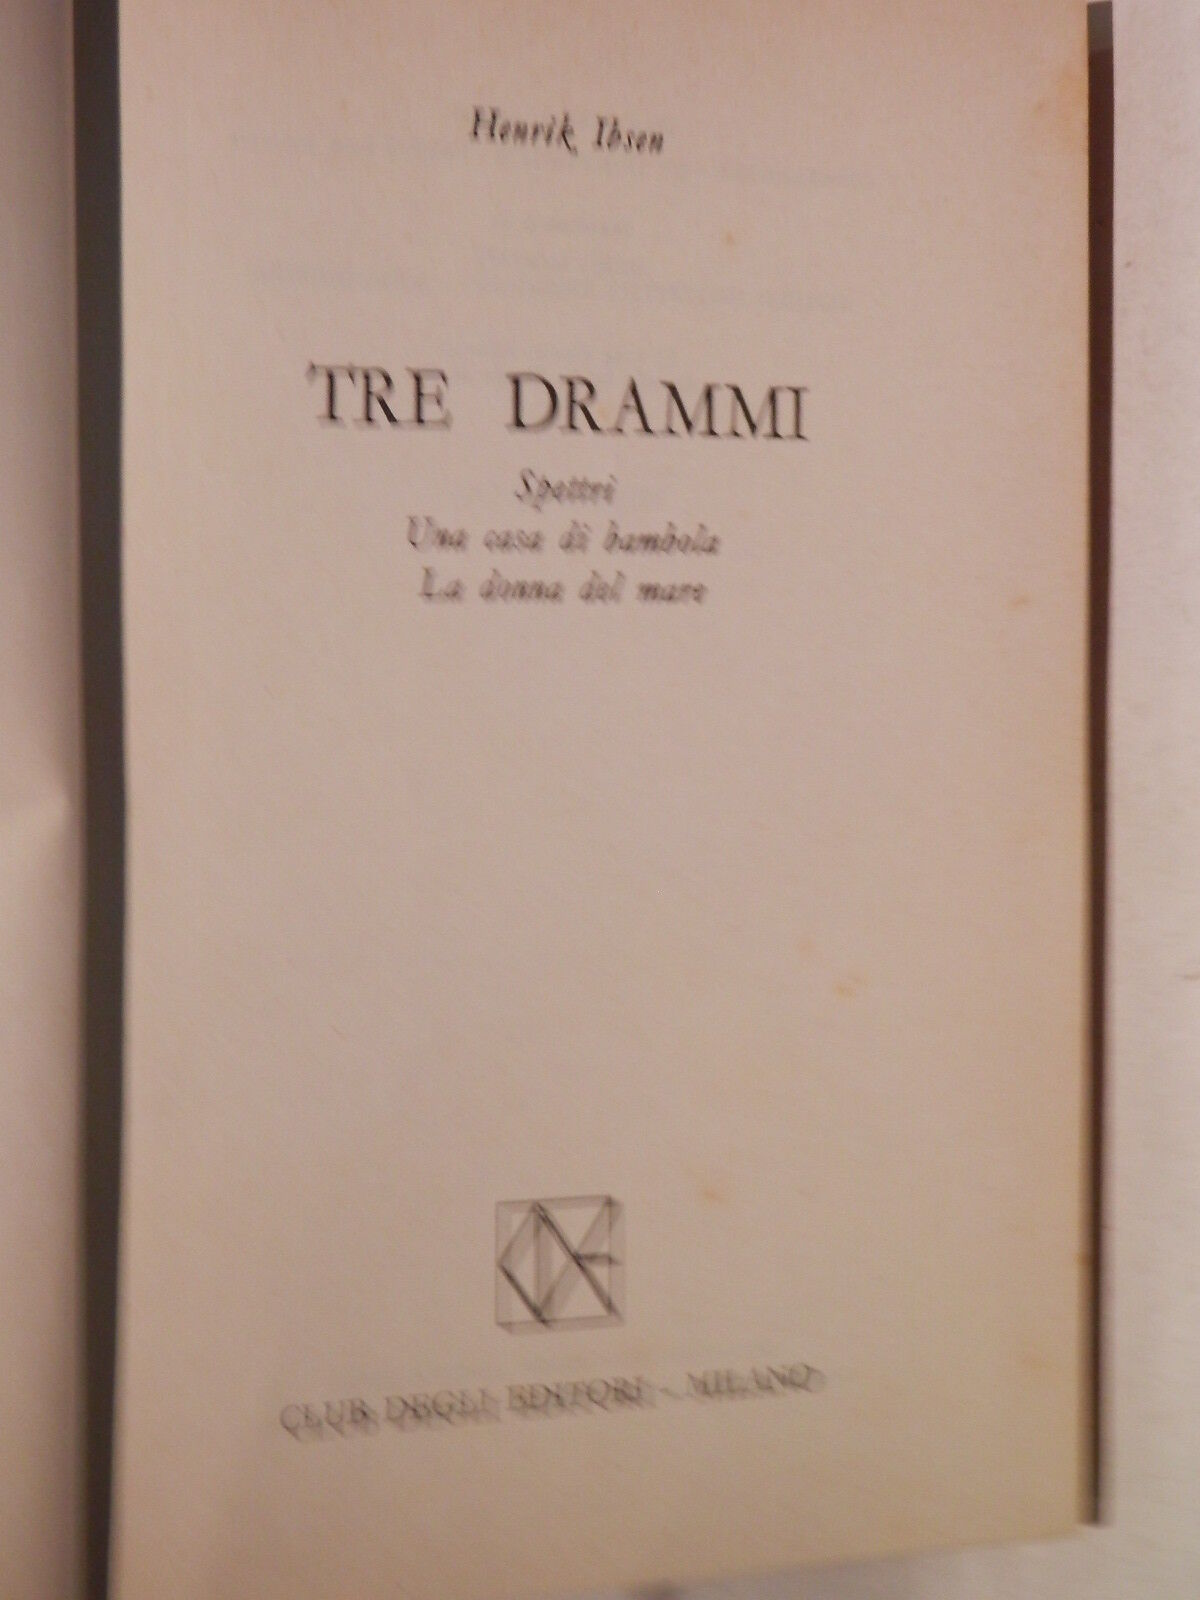 Henrik Ibsen
TRE DRAMMI
Spettri
Una casa di bambola
La donna del mare
CLUB DEGLI EDITORI - MILANO